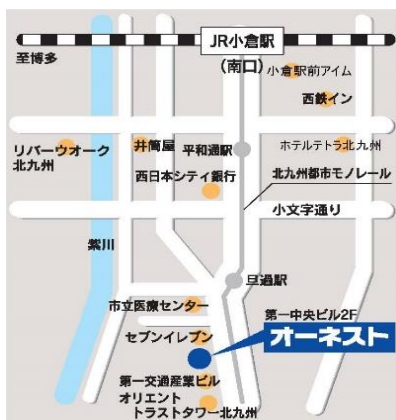 JR小倉駅
至博多
(南口)
小倉駅前アイム
西鉄イン
リバーウオーク
北九州
井筒屋
平和通駅
ホテルテトラ北九州
西日本シティ銀行
北九州都市モノレール
小文字通り
紫川
旦過駅
市立医療センター
第一中央ビル2F
セブンイレブン
オーネスト
第一交通産業ビル
オリエント
トラストタワー北九州